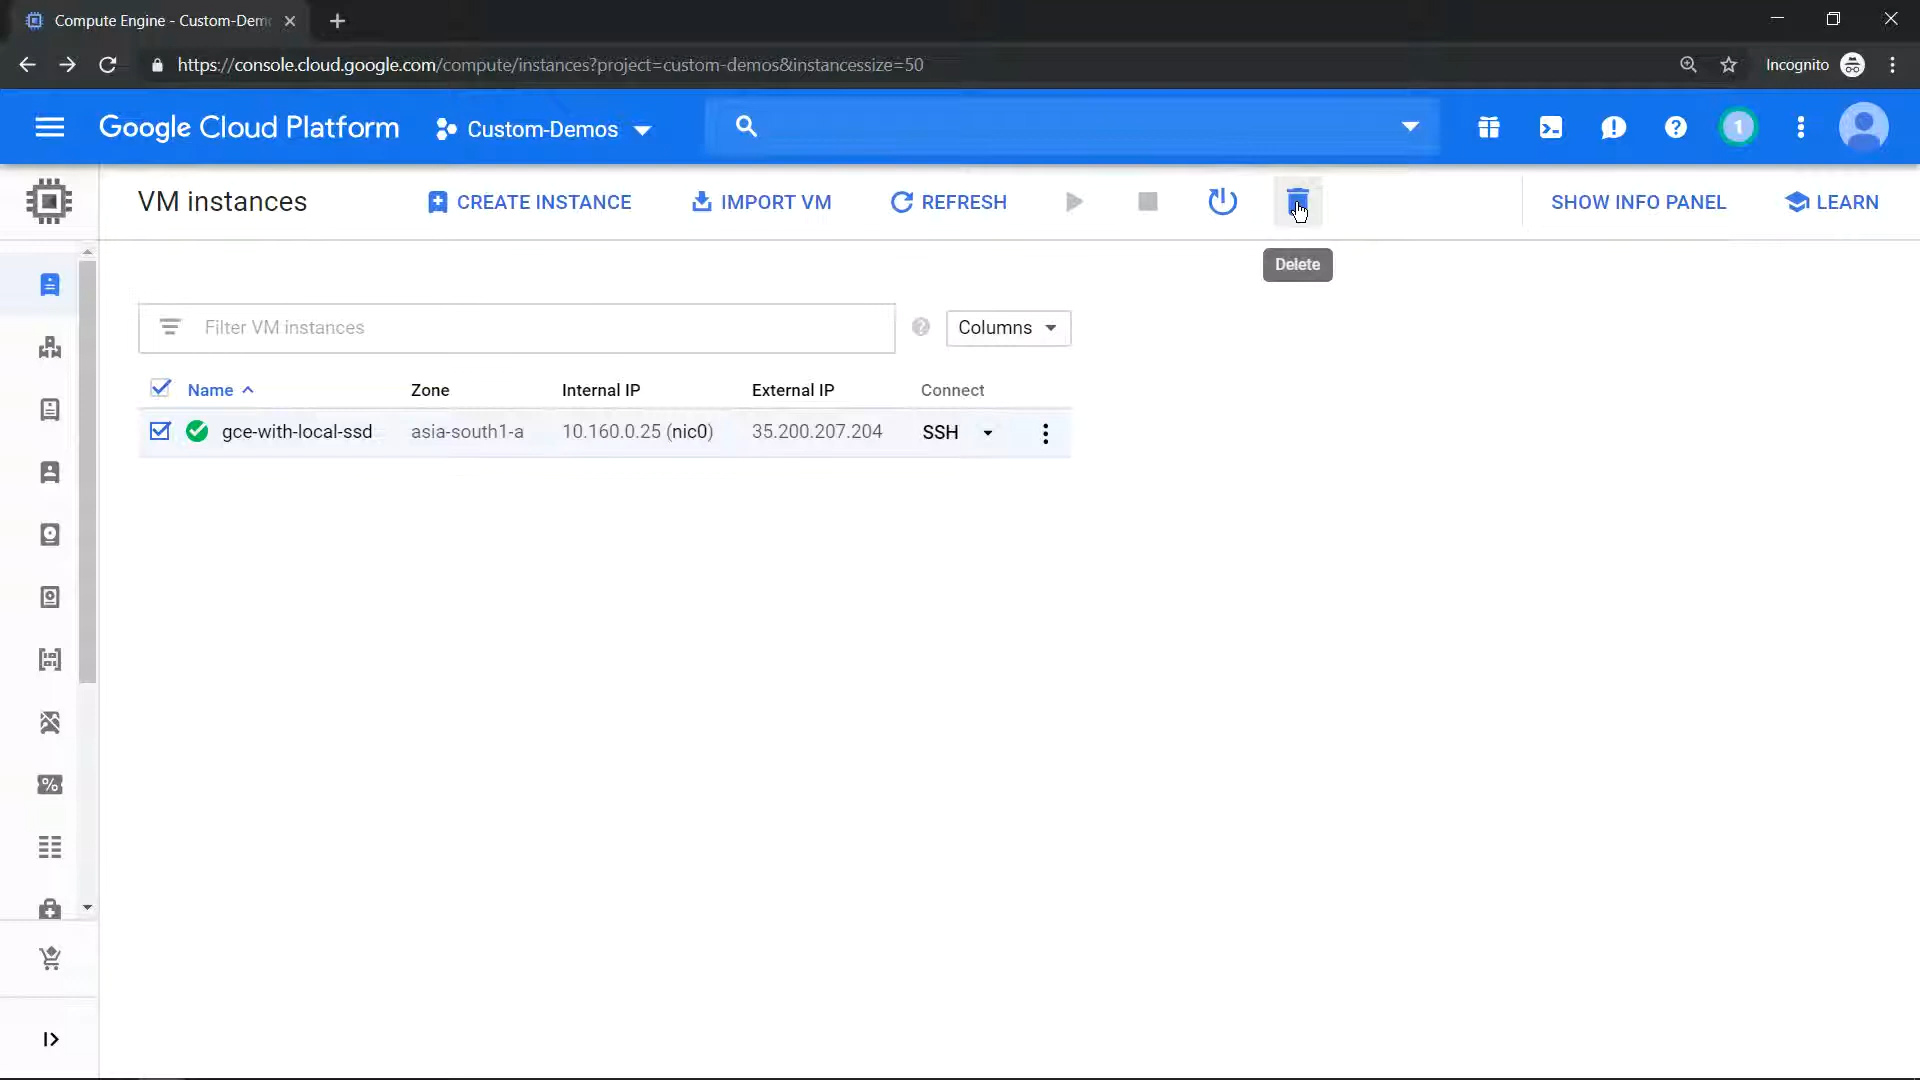 Compute Engine - Custom-Dem
https://console.cloud.google.com/compute/instances?project=custom-demos&instancessize=50
Incognito
Google Cloud Platform
Custom-Demos
1
VM instances
CREATE INSTANCE
IMPORT VM
REFRESH
SHOW INFO PANEL
LEARN
Delete
Filter VM instances
Columns
Name Zone Internal IP External IP Connect
gce-with-local-ssd asia-south1-a 10.160.0.25 (nic0) 35.200.207.204 SSH